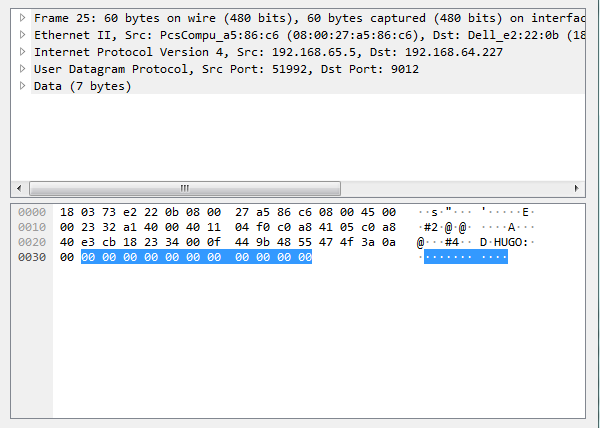 Frame 25: 60 bytes on wire (480 bits), 60 bytes captured (480 bits) on interfac
Ethernet II, Src: PcsCompu_a5:86:c6 (08:00:27:a5:86:c6), Dst: Dell_e2:22:0b (18
Internet Protocol Version 4, Src: 192.168.65.5, Dst: 192.168.64.227
User Datagram Protocol, Src Port: 51992, Dst Port: 9012
Data (7 bytes)
0000 18 03 73 e2 22 0b 08 00 27 a5 86 c6 08 00 45 00 ··s·"··· '·····E·
0010 00 23 32 a1 40 00 40 11 04 f0 c0 a8 41 05 c0 a8 ·#2·@·@· ····A···
0020 40 e3 cb 18 23 34 00 0f 44 9b 48 55 47 4f 3a 0a @···#4·· D·HUGO:·
0030 00 00 00 00 00 00 00 00 00 00 00 00 ········ ····